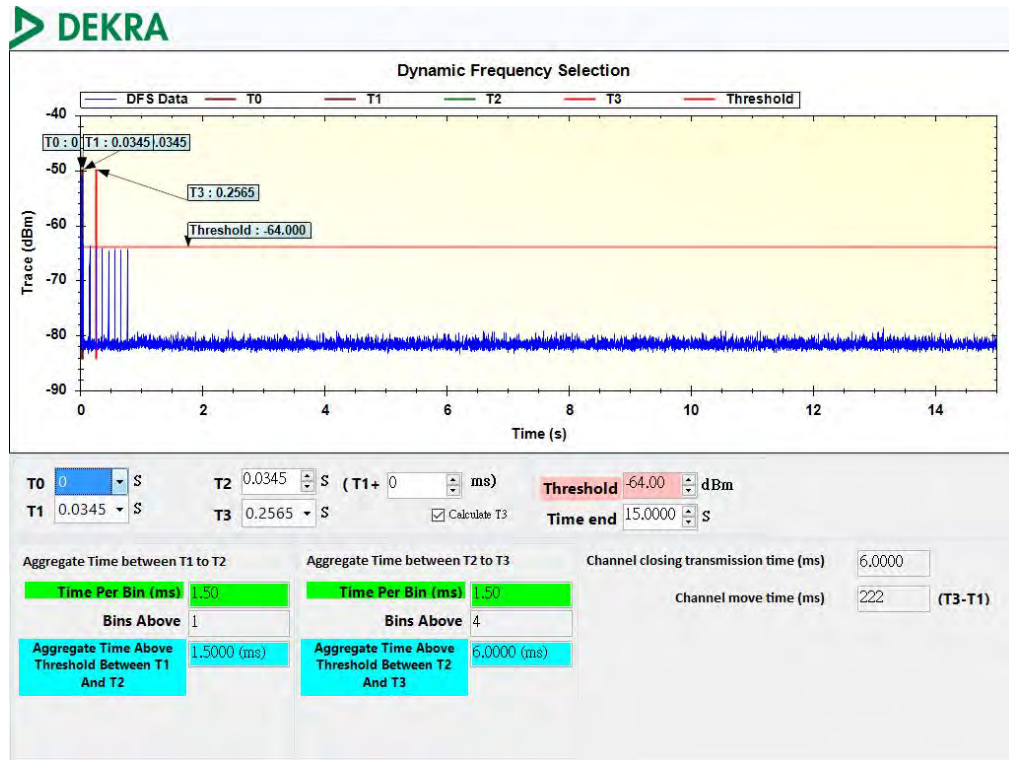 DEKRA
Dynamic Frequency Selection
DFS Data T0 T1 T2 T3 Threshold
-40
T0 : 0 T1 : 0.0345 .0345
-50
T3 : 0.2565
-60
Threshold : -64.000
Trace (dBm)
-70
-80
-90
0 2 4 6 8 10 12 14
Time (s)
T0 0 S T2 0.0345 S ( T1+ 0 ms) Threshold -64.00 dBm
T1 0.0345 S T3 0.2565 S Calculate T3 Time end 15.0000 S
Aggregate Time between T1 to T2
Time Per Bin (ms) 1.50
Bins Above 1
Aggregate Time Above
Threshold Between T1
And T2
1.5000 (ms)
Aggregate Time between T2 to T3
Time Per Bin (ms) 1.50
Bins Above 4
Aggregate Time Above
Threshold Between T2
And T3
6.0000 (ms)
Channel closing transmission time (ms) 6.0000
Channel move time (ms) 222 (T3-T1)